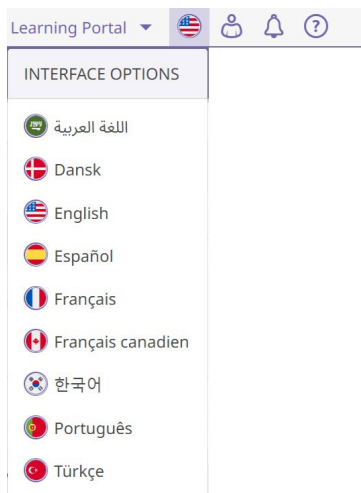 Learning Portal
INTERFACE OPTIONS
اللغة العربية
Dansk
English
Español
Français
Français canadien
한국어
Português
Türkçe